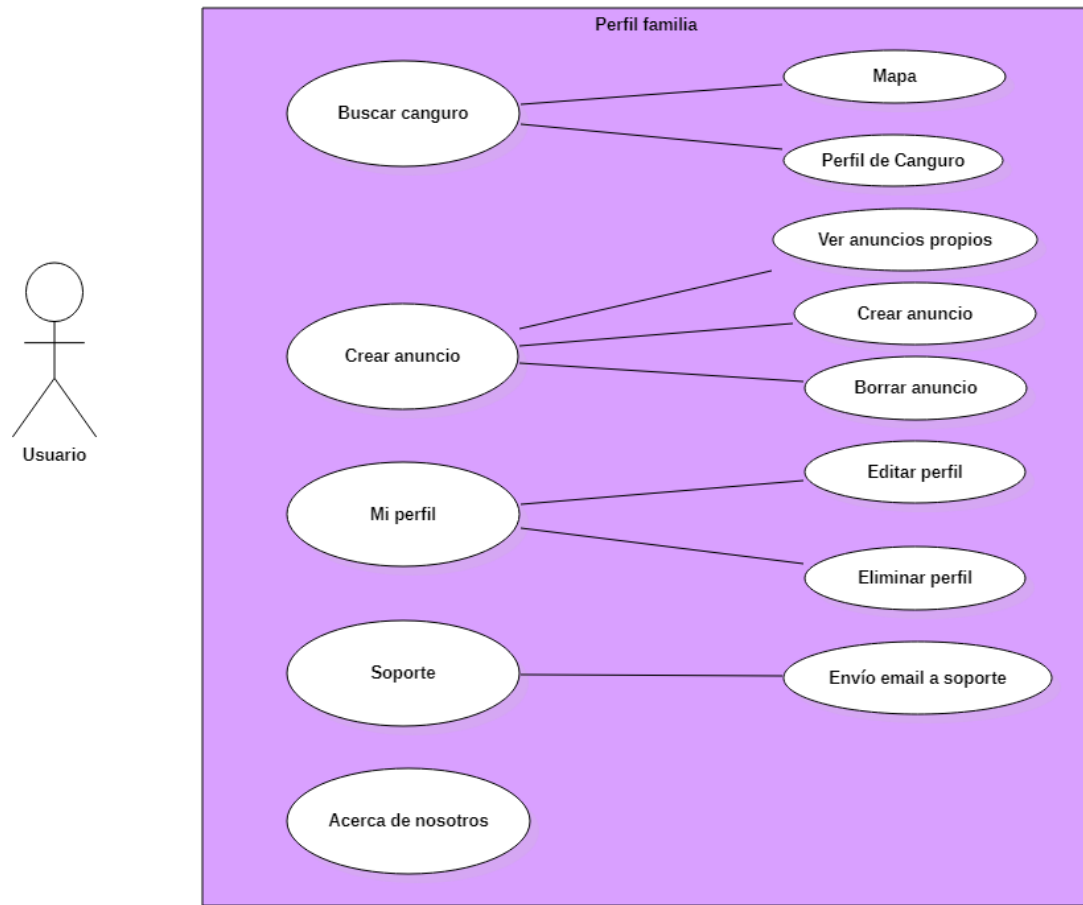 Perfil familia
Buscar canguro
Mapa
Perfil de Canguro
Ver anuncios propios
Crear anuncio
Crear anuncio
Borrar anuncio
Usuario
Mi perfil
Editar perfil
Eliminar perfil
Soporte
Envío email a soporte
Acerca de nosotros